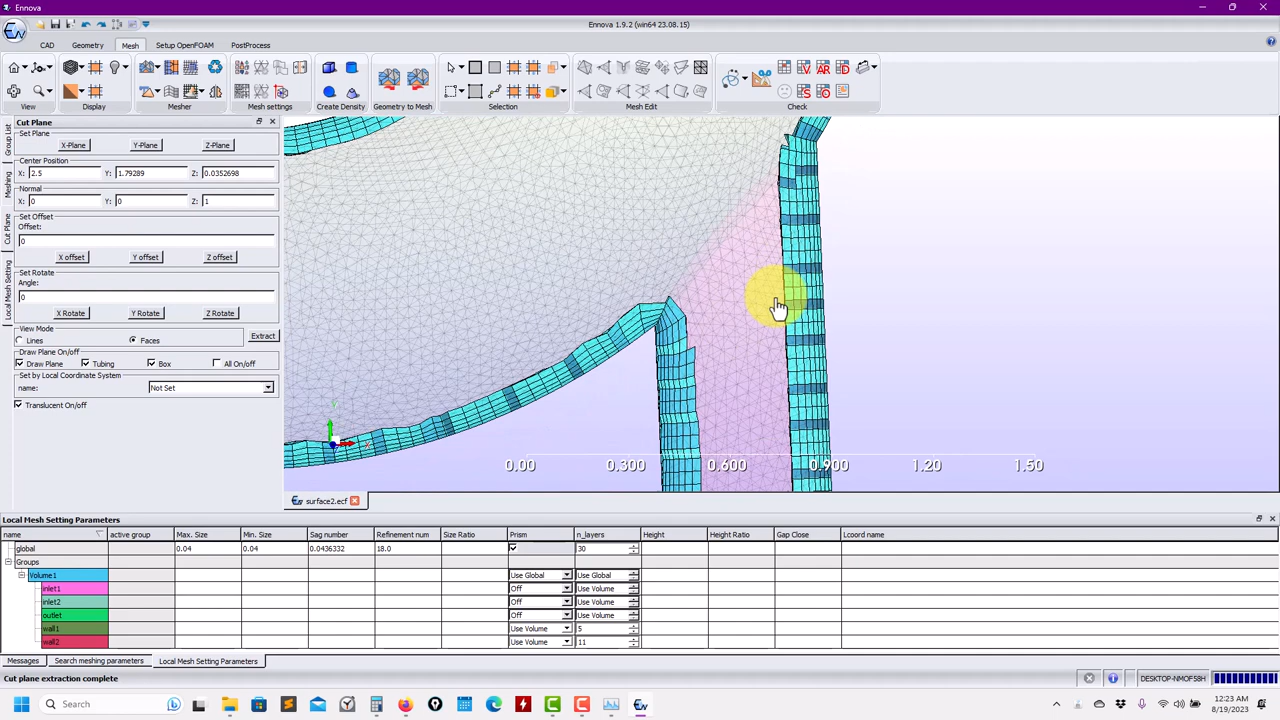 Ennova
Ennova 1.9.2 (win64 23.08.15)
CAD Geometry Mesh Setup OpenFOAM PostProcess
View Display Mesher Mesh settings Create Density Geometry to Mesh Selection Mesh Edit Check
Cut Plane
Set Plane
X-Plane Y-Plane Z-Plane
Center Position
X: 2.5 Y: 1.79289 Z: 0.0352698
Normal
X: 0 Y: 0 Z: 1
Set Offset
Offset:
0
X offset Y offset Z offset
Set Rotate
Angle:
0
X Rotate Y Rotate Z Rotate
View Mode
Lines Faces Extract
Draw Plane On/off
Draw Plane Tubing Box All On/off
Set by Local Coordinate System
name: Not Set
Translucent On/off
Group List
Meshing
Cut Plane
Local Mesh Setting
0.00 0.300 0.600 0.900 1.20 1.50
surface2.ecf
Local Mesh Setting Parameters
name active group Max. Size Min. Size Sag number Refinement num Size Ratio Prism n_layers Height Height Ratio Gap Close Lcoord name
global 0.04 0.04 0.0436332 18.0 30
Groups
Volume1 Use Global Use Global
inlet1 Off Use Volume
inlet2 Off Use Volume
outlet Off Use Volume
wall1 Use Volume 5
wall2 Use Volume 11
Messages Search meshing parameters Local Mesh Setting Parameters
Cut plane extraction complete
DESKTOP-NMOF58H
Search
12:23 AM
8/19/2023